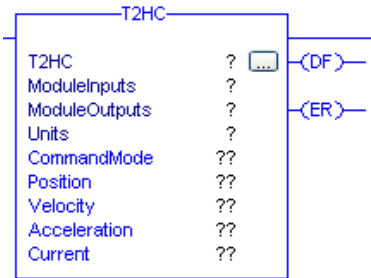 T2HC
T2HC ? ... (DF)
ModuleInputs ?
ModuleOutputs ? (ER)
Units ?
CommandMode ??
Position ??
Velocity ??
Acceleration ??
Current ??